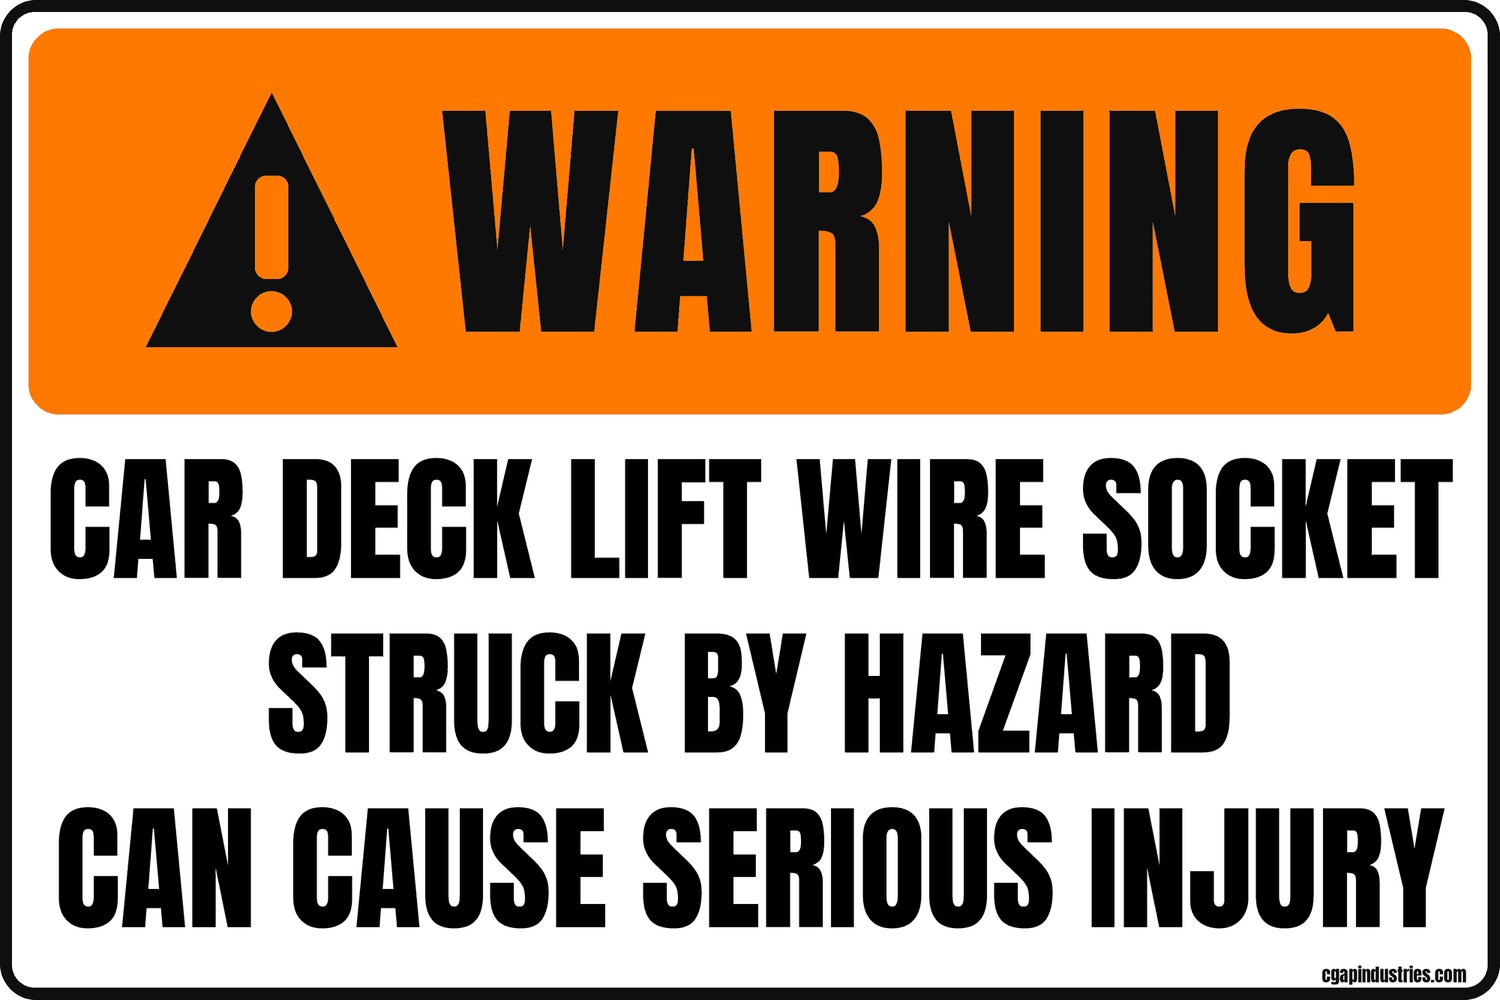 WARNING
CAR DECK LIFT WIRE SOCKET
STRUCK BY HAZARD
CAN CAUSE SERIOUS INJURY
cgapindustries.com